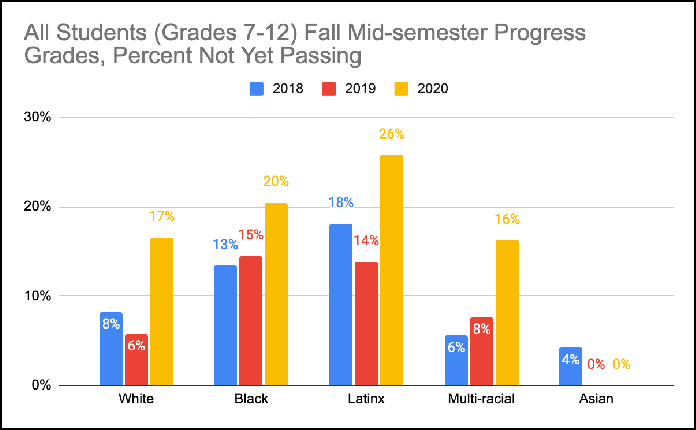 All Students (Grades 7-12) Fall Mid-semester Progress
Grades, Percent Not Yet Passing
2018 2019 2020
30%
20%
10%
0%
8% 6% 17%
13% 15% 20%
18% 14% 26%
6% 8% 16%
4% 0% 0%
White Black Latinx Multi-racial Asian